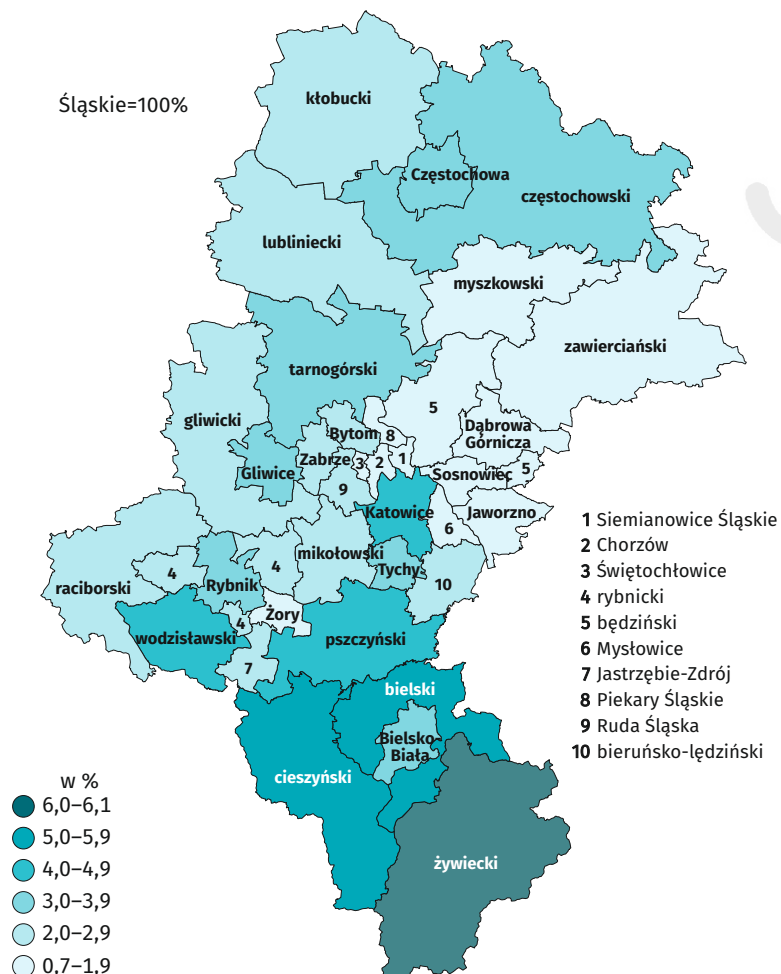 Śląskie=100%
kłobucki
Częstochowa
częstochowski
lubliniecki
myszkowski
zawierciański
tarnogórski
gliwicki
5
Bytom
8
Dąbrowa
Górnicza
Gliwice
Zabrze
3
2
1
Sosnowiec
5
9
Katowice
6
Jaworzno
mikołowski
raciborski
4
Rybnik
4
Tychy
10
4
Żory
wodzisławski
pszczyński
7
bielski
Bielsko-
Biała
cieszyński
żywiecki
1 Siemianowice Śląskie
2 Chorzów
3 Świętochłowice
4 rybnicki
5 będziński
6 Mysłowice
7 Jastrzębie-Zdrój
8 Piekary Śląskie
9 Ruda Śląska
10 bieruńsko-lędziński
w %
6,0–6,1
5,0–5,9
4,0–4,9
3,0–3,9
2,0–2,9
0,7–1,9